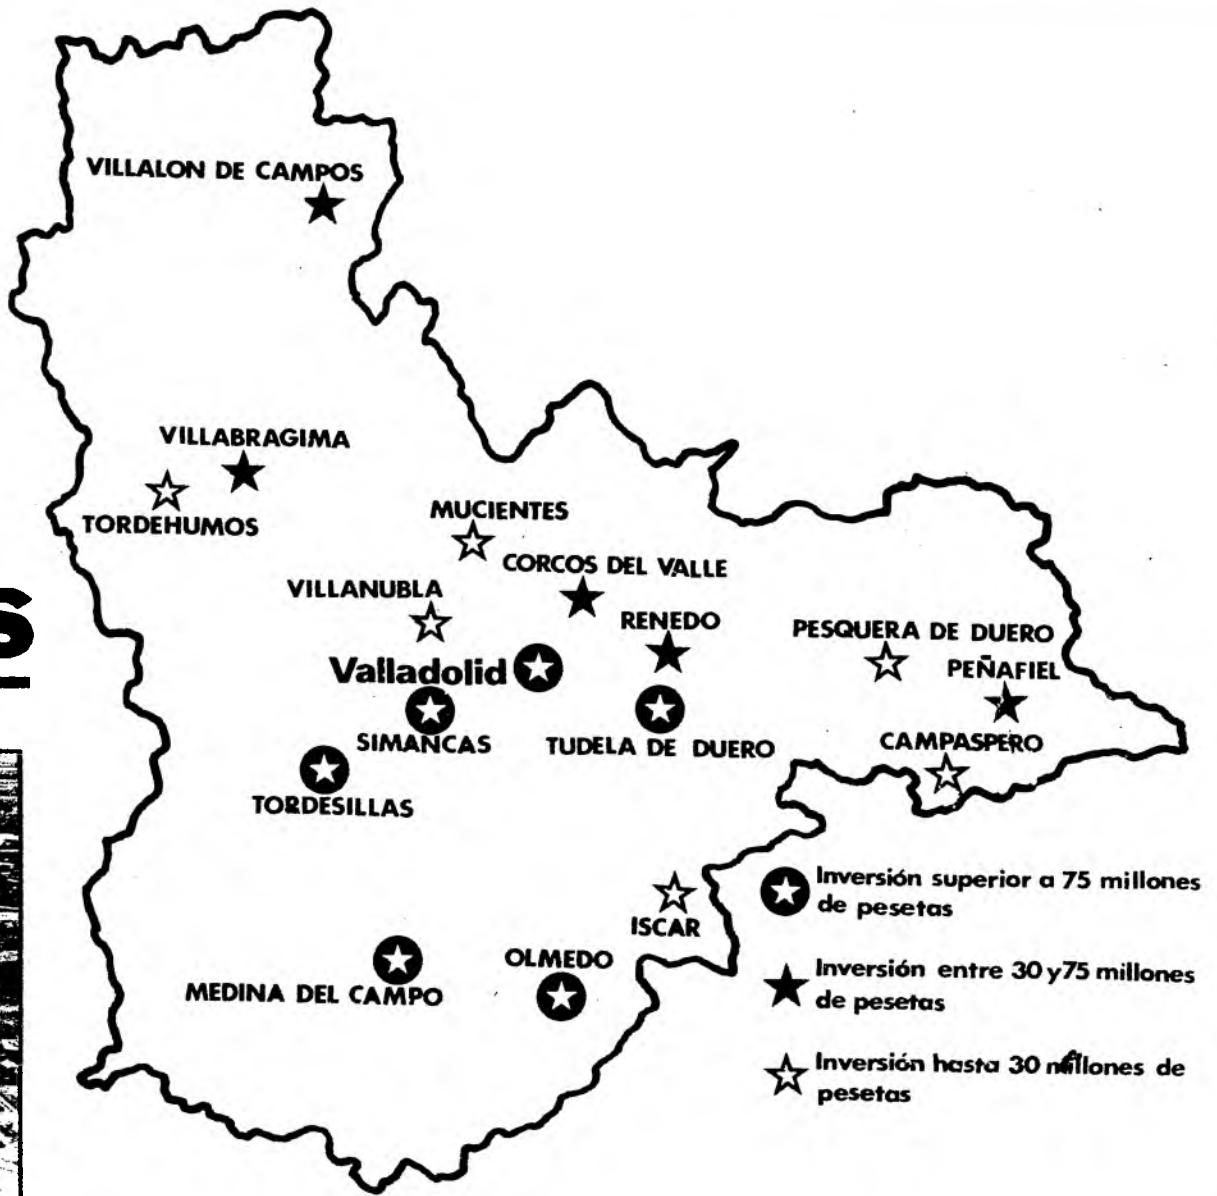 VILLALON DE CAMPOS
VILLABRAGIMA
TORDEHUMOS
MUCIENTES
CORCOS DEL VALLE
VILLANUBLA
RENEDO
PESQUERA DE DUERO
S
Valladolid
PEÑAFIEL
SIMANCAS
TUDELA DE DUERO
CAMPASPERO
TORDESILLAS
Inversión superior a 75 millones
de pesetas
ISCAR
OLMEDO
MEDINA DEL CAMPO
Inversión entre 30 y 75 millones
de pesetas
Inversión hasta 30 millones de
pesetas